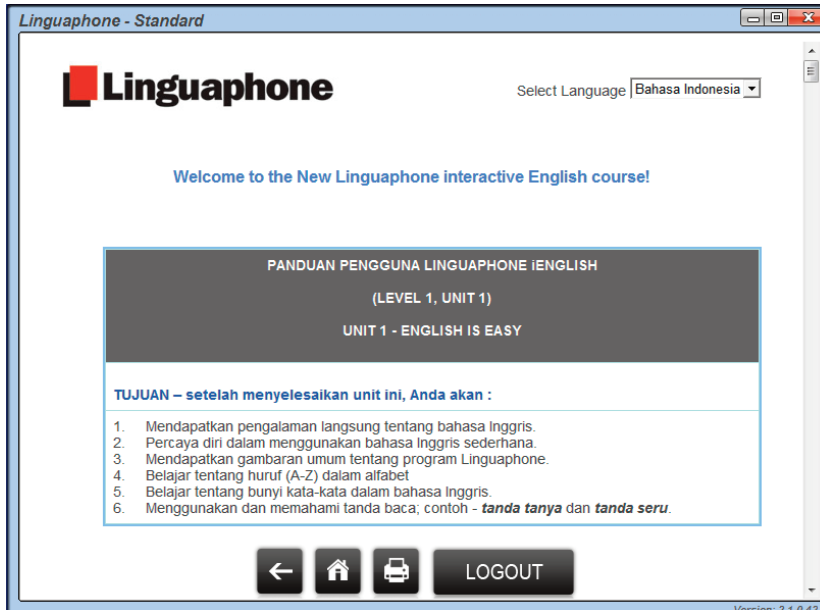 Linguaphone - Standard
Linguaphone
Select Language Bahasa Indonesia
Welcome to the New Linguaphone interactive English course!
PANDUAN PENGGUNA LINGUAPHONE iENGLISH
(LEVEL 1, UNIT 1)
UNIT 1 - ENGLISH IS EASY
TUJUAN – setelah menyelesaikan unit ini, Anda akan :
1. Mendapatkan pengalaman langsung tentang bahasa Inggris.
2. Percaya diri dalam menggunakan bahasa Inggris sederhana.
3. Mendapatkan gambaran umum tentang program Linguaphone.
4. Belajar tentang huruf (A-Z) dalam alfabet
5. Belajar tentang bunyi kata-kata dalam bahasa Inggris.
6. Menggunakan dan memahami tanda baca; contoh - tanda tanya dan tanda seru.
LOGOUT